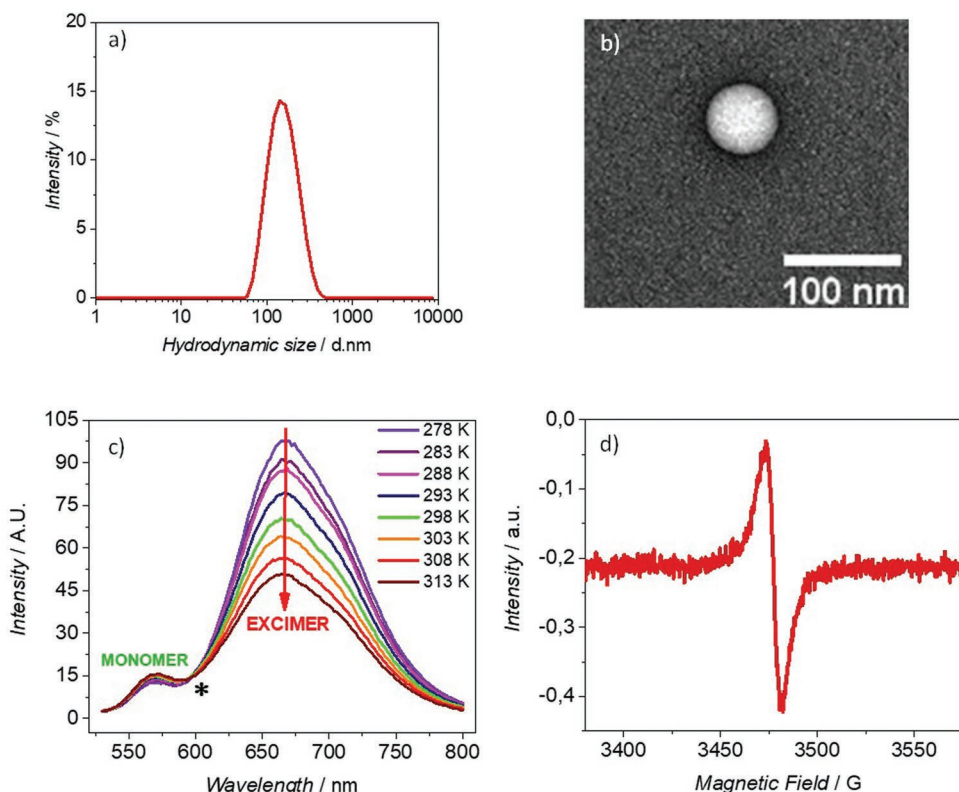 a)
20
15
10
5
0
Intensity / %
1 10 100 1000 10000
Hydrodynamic size / d.nm
b)
100 nm
c)
105
90
75
60
45
30
15
0
Intensity / A.U.
278 K
283 K
288 K
293 K
298 K
303 K
308 K
313 K
MONOMER
EXCIMER
*
550 600 650 700 750 800
Wavelength / nm
d)
0,0
-0,1
-0,2
-0,3
-0,4
Intensity / a.u.
3400 3450 3500 3550
Magnetic Field / G